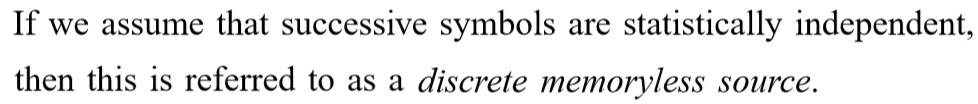 If we assume that successive symbols are statistically independent,
then this is referred to as a discrete memoryless source.